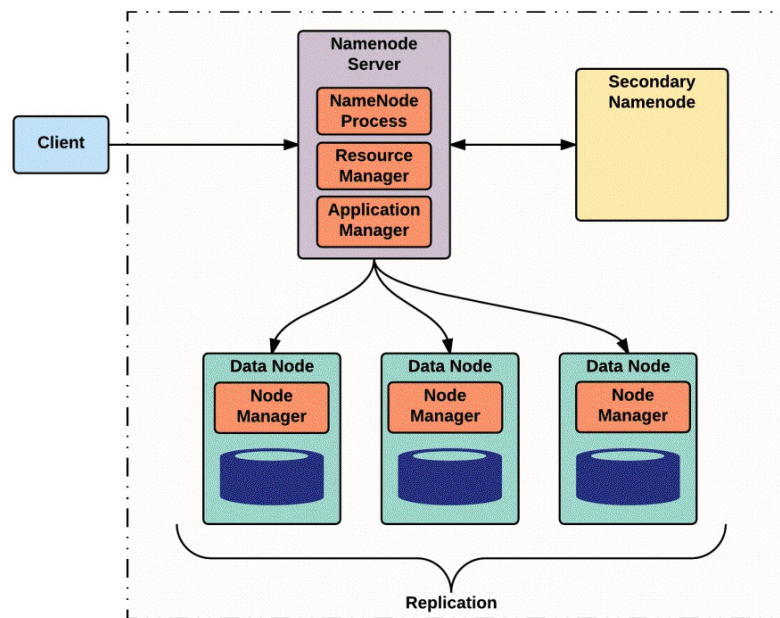 Namenode
Server
NameNode
Process
Resource
Manager
Application
Manager
Secondary
Namenode
Client
Data Node
Node
Manager
Data Node
Node
Manager
Data Node
Node
Manager
Replication